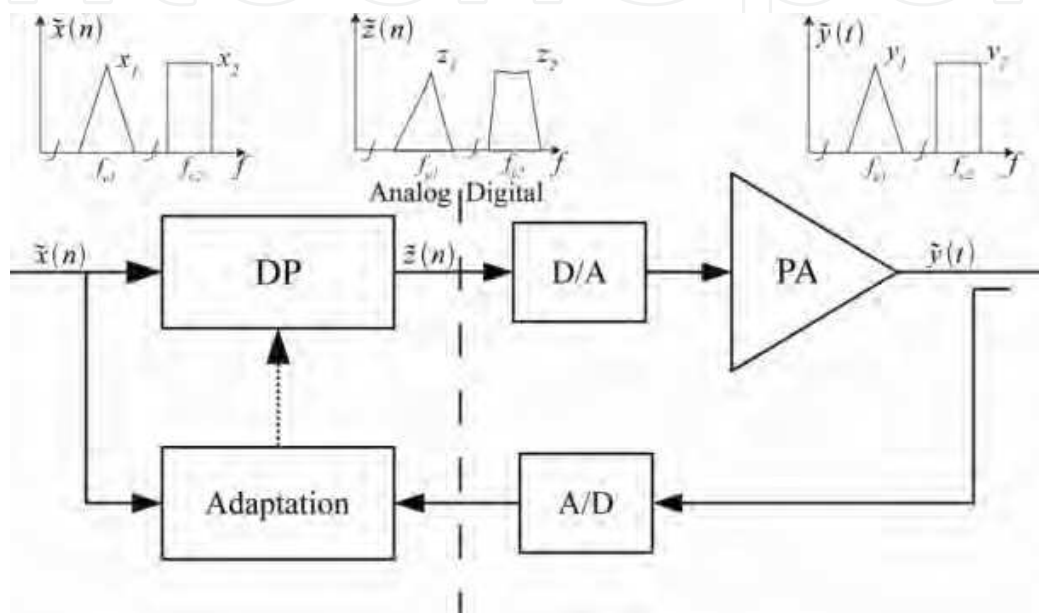 x̃(n)
x₁
x₂
f
z̃(n)
z₁
z₂
f
ỹ(t)
y₁
y₂
f
Analog
Digital
x̃(n)
DP
z̃(n)
D/A
PA
ỹ(t)
Adaptation
A/D